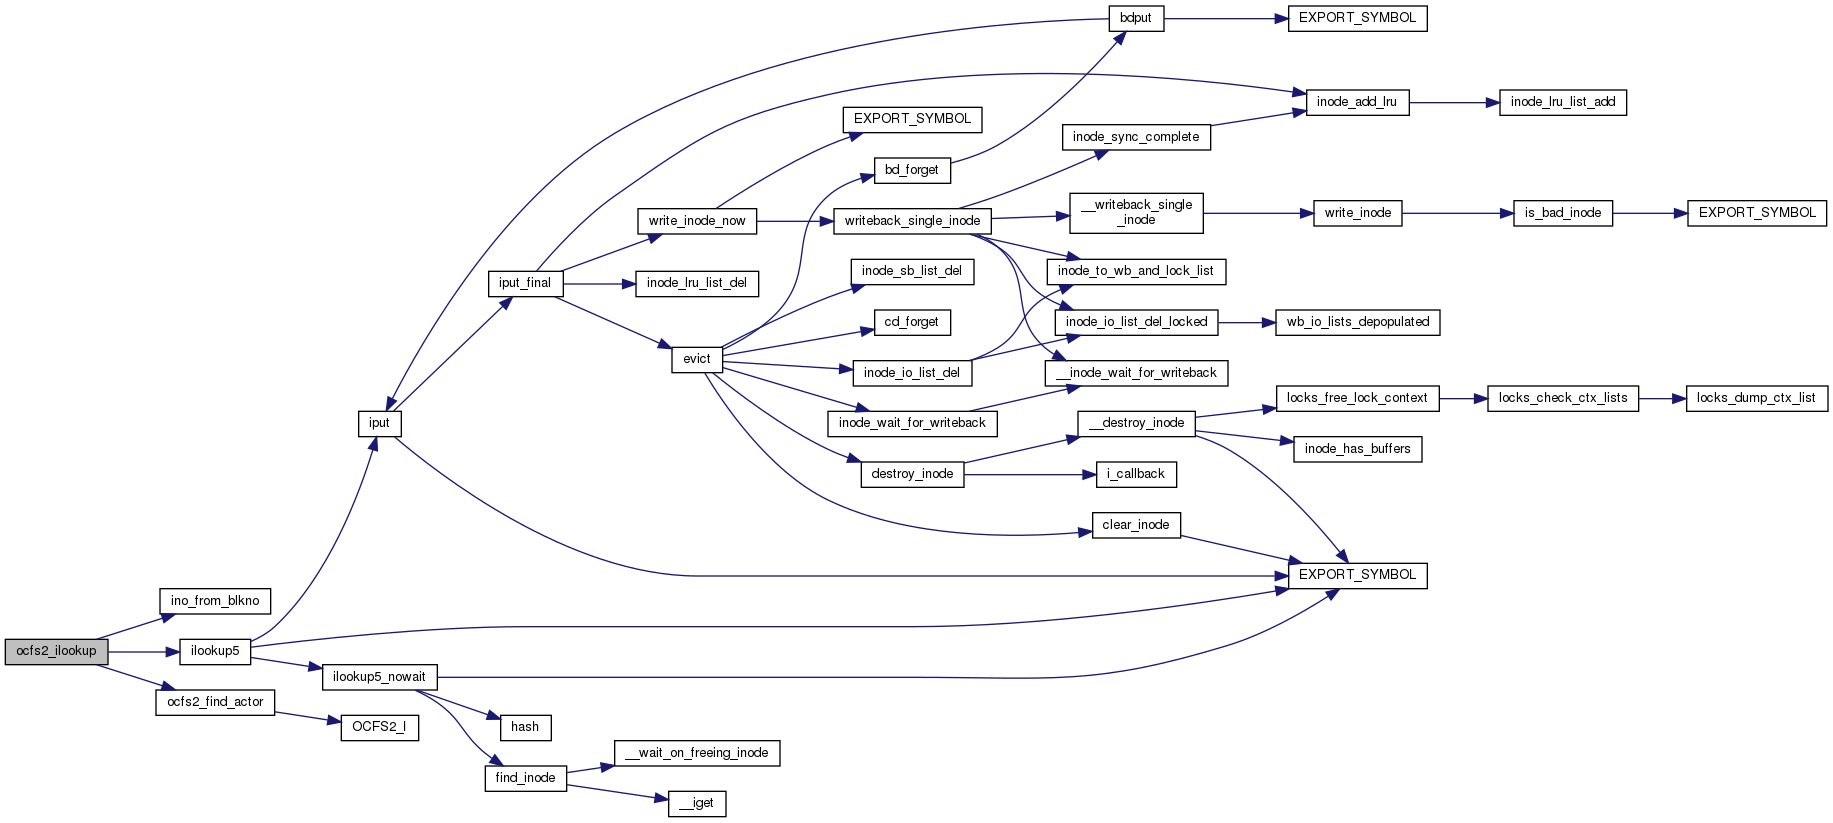 bdput
EXPORT_SYMBOL
inode_add_lru
inode_lru_list_add
EXPORT_SYMBOL
inode_sync_complete
bd_forget
__writeback_single
_inode
write_inode
is_bad_inode
EXPORT_SYMBOL
write_inode_now
writeback_single_inode
inode_sb_list_del
inode_to_wb_and_lock_list
iput_final
inode_lru_list_del
cd_forget
inode_io_list_del_locked
wb_io_lists_depopulated
evict
inode_io_list_del
__inode_wait_for_writeback
locks_free_lock_context
locks_check_ctx_lists
locks_dump_ctx_list
iput
inode_wait_for_writeback
__destroy_inode
inode_has_buffers
destroy_inode
i_callback
clear_inode
EXPORT_SYMBOL
ino_from_blkno
ocfs2_ilookup
ilookup5
ilookup5_nowait
ocfs2_find_actor
OCFS2_I
hash
__wait_on_freeing_inode
find_inode
__iget